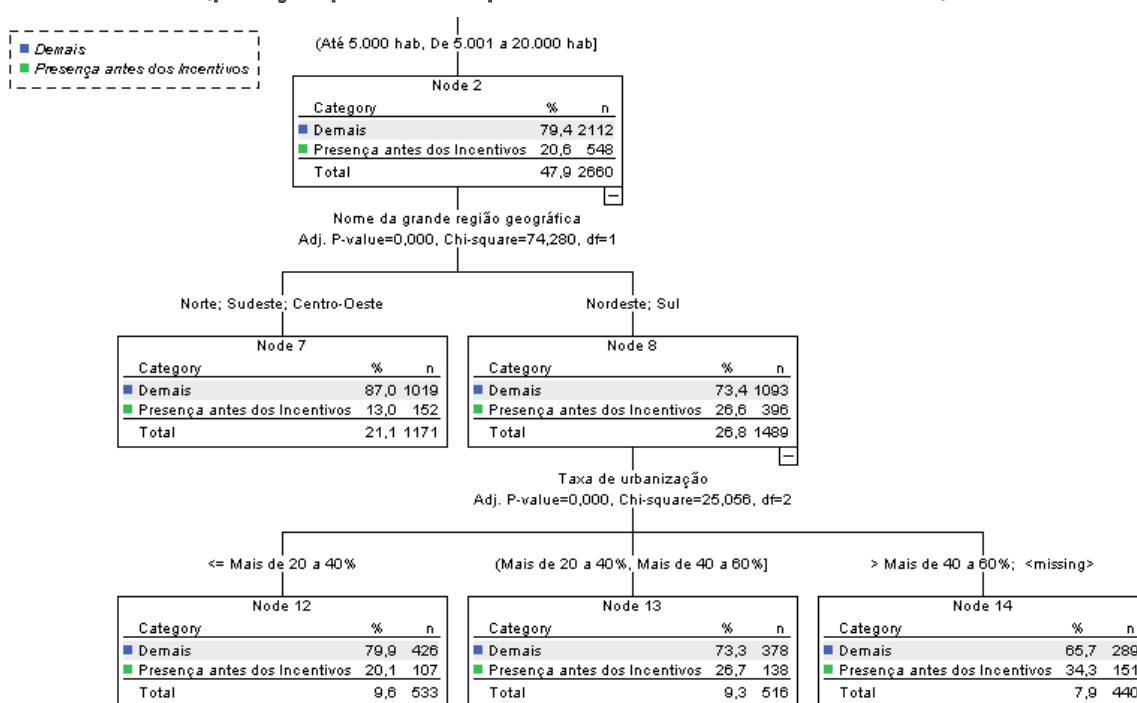 Demais
Presença antes dos Incentivos
(Até 5.000 hab, De 5.001 a 20.000 hab]
Node 2
Category % n
Demais 79,4 2112
Presença antes dos Incentivos 20,6 548
Total 47,9 2660
Nome da grande região geográfica
Adj. P-value=0,000, Chi-square=74,280, df=1
Norte; Sudeste; Centro-Oeste
Nordeste; Sul
Node 7
Category % n
Demais 87,0 1019
Presença antes dos Incentivos 13,0 152
Total 21,1 1171
Node 8
Category % n
Demais 73,4 1093
Presença antes dos Incentivos 26,6 396
Total 26,8 1489
Taxa de urbanização
Adj. P-value=0,000, Chi-square=25,056, df=2
<= Mais de 20 a 40%
(Mais de 20 a 40%, Mais de 40 a 60%]
> Mais de 40 a 60%; <missing>
Node 12
Category % n
Demais 79,9 426
Presença antes dos Incentivos 20,1 107
Total 9,6 533
Node 13
Category % n
Demais 73,3 378
Presença antes dos Incentivos 26,7 138
Total 9,3 516
Node 14
Category % n
Demais 65,7 289
Presença antes dos Incentivos 34,3 151
Total 7,9 440